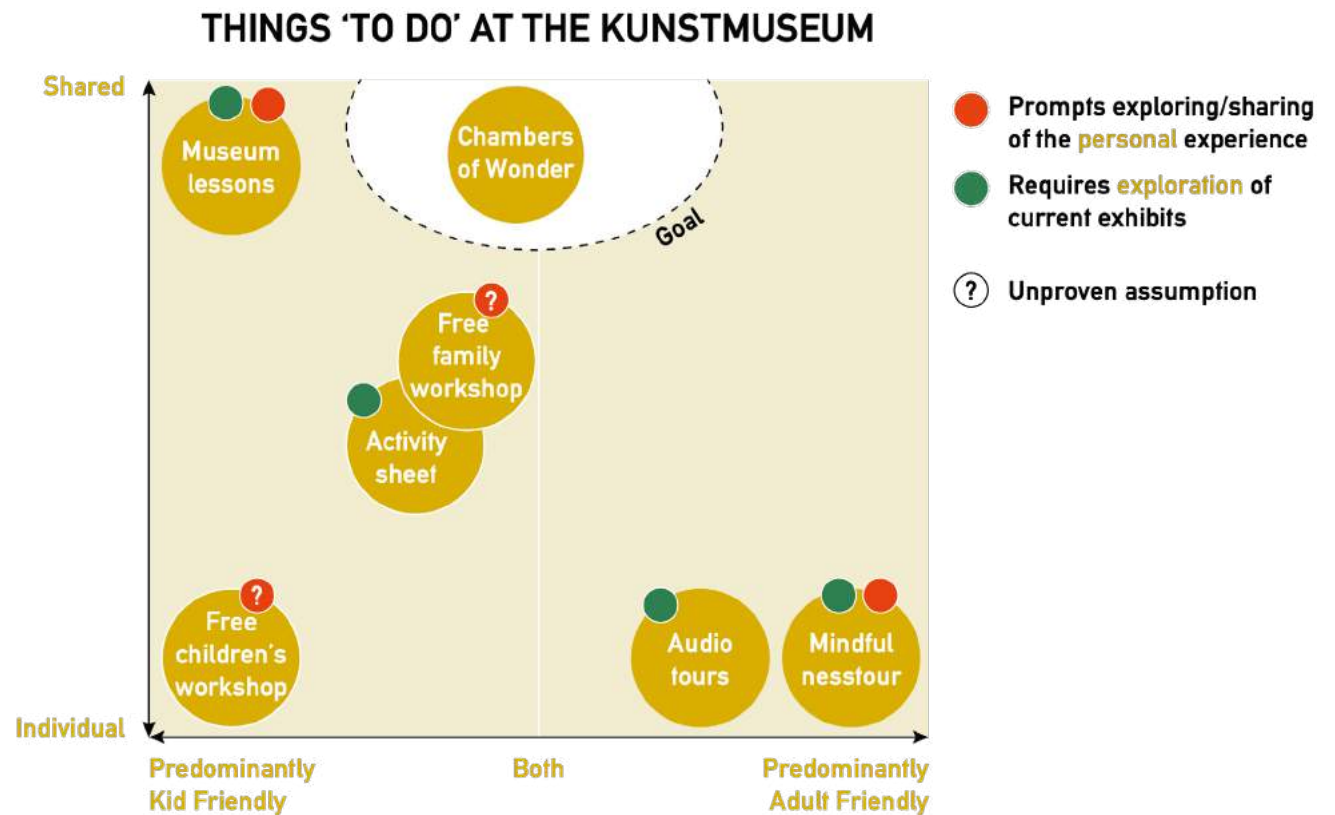 THINGS ‘TO DO’ AT THE KUNSTMUSEUM
Shared
Museum
lessons
Chambers
of Wonder
Goal
?
Free
family
workshop
Activity
sheet
?
Free
children’s
workshop
Audio
tours
Mindful
nesstour
Individual
Predominantly
Kid Friendly
Both
Predominantly
Adult Friendly
Prompts exploring/sharing
of the personal experience
Requires exploration of
current exhibits
? Unproven assumption